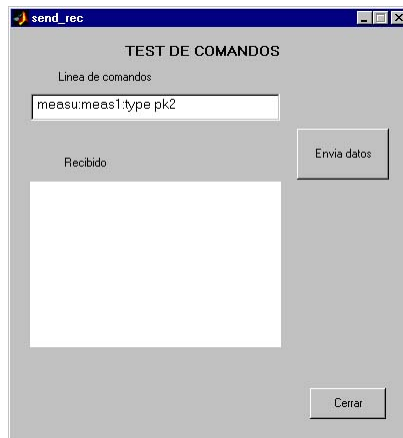 send_rec
TEST DE COMANDOS
Linea de comandos
measu:meas1:type pk2
Envia datos
Recibido
Cerrar